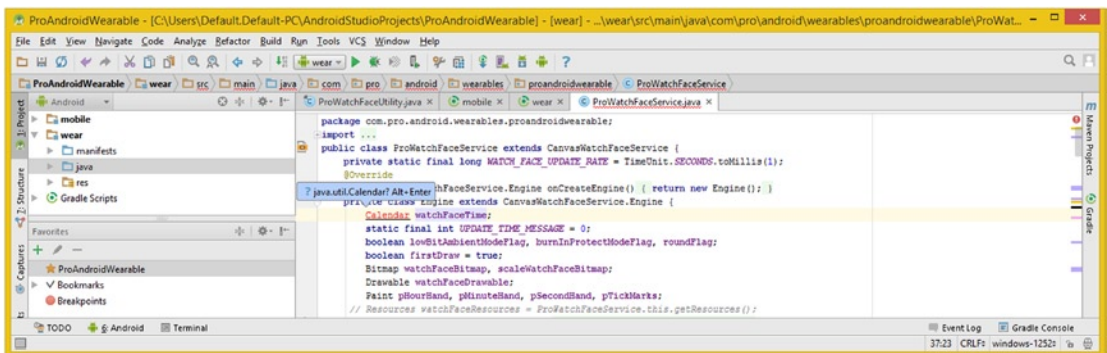 ProAndroidWearable - [C:\Users\Default.Default-PC\AndroidStudioProjects\ProAndroidWearable] - [wear] - ...\wear\src\main\java\com\pro\android\wearables\proandroidwearable\ProWat...
File Edit View Navigate Code Analyze Refactor Build Run Tools VCS Window Help
wear
ProAndroidWearable wear src main java com pro android wearables proandroidwearable ProWatchFaceService
Android
ProWatchFaceUtility.java × mobile × wear × ProWatchFaceService.java ×
1: Project
mobile
wear
manifests
java
res
Gradle Scripts
7: Structure
Favorites
ProAndroidWearable
Bookmarks
Breakpoints
Captures
package com.pro.android.wearables.proandroidwearable;
import ...
public class ProWatchFaceService extends CanvasWatchFaceService {
private static final long WATCH_FACE_UPDATE_RATE = TimeUnit.SECONDS.toMillis(1);
@Override
? java.util.Calendar? Alt+Enter
tchFaceService.Engine onCreateEngine() { return new Engine(); }
private class Engine extends CanvasWatchFaceService.Engine {
Calendar watchFaceTime;
static final int UPDATE_TIME_MESSAGE = 0;
boolean lowBitAmbientModeFlag, burnInProtectModeFlag, roundFlag;
boolean firstDraw = true;
Bitmap watchFaceBitmap, scaleWatchFaceBitmap;
Drawable watchFaceDrawable;
Paint pHourHand, pMinuteHand, pSecondHand, pTickMarks;
// Resources watchFaceResources = ProWatchFaceService.this.getResources();
m
Maven Projects
Gradle
TODO 6: Android Terminal
Event Log Gradle Console
37:23 CRLF windows-1252